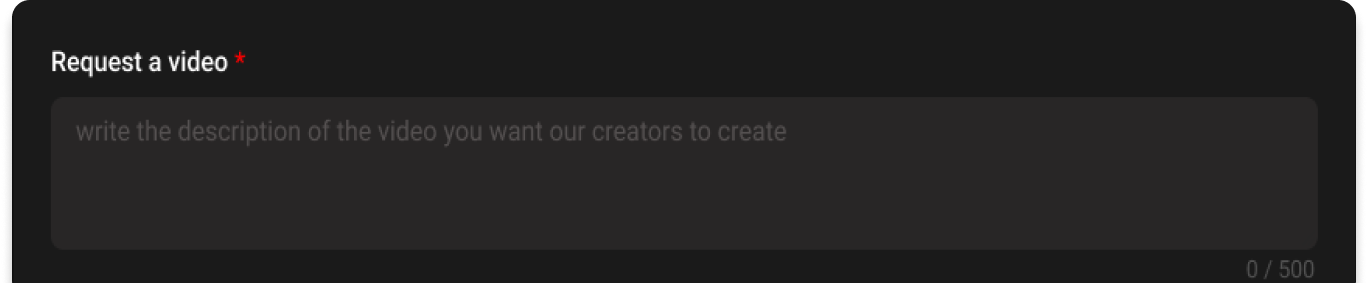 Request a video *
write the description of the video you want our creators to create
0 / 500